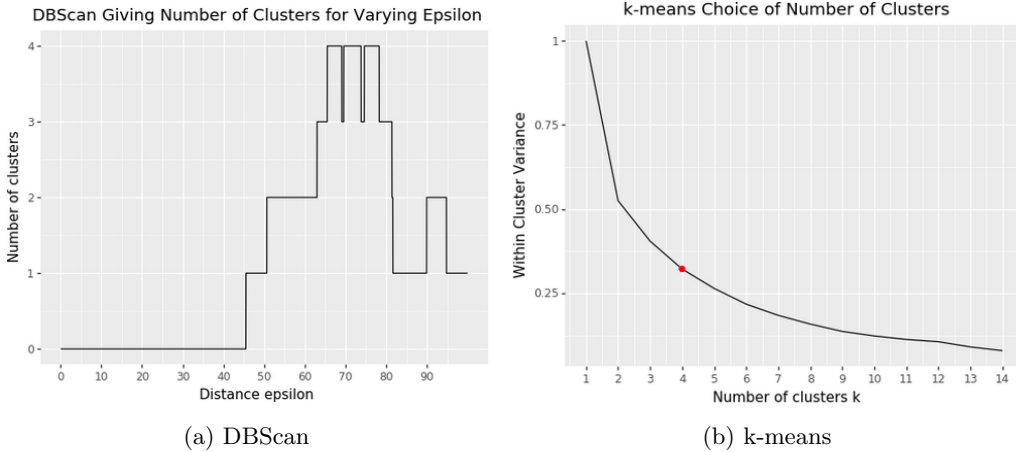 DBScan Giving Number of Clusters for Varying Epsilon
Number of clusters
4
3
2
1
0
0 10 20 30 40 50 60 70 80 90
Distance epsilon
(a) DBScan
k-means Choice of Number of Clusters
Within Cluster Variance
1
0.75
0.50
0.25
1 2 3 4 5 6 7 8 9 10 11 12 13 14
Number of clusters k
(b) k-means